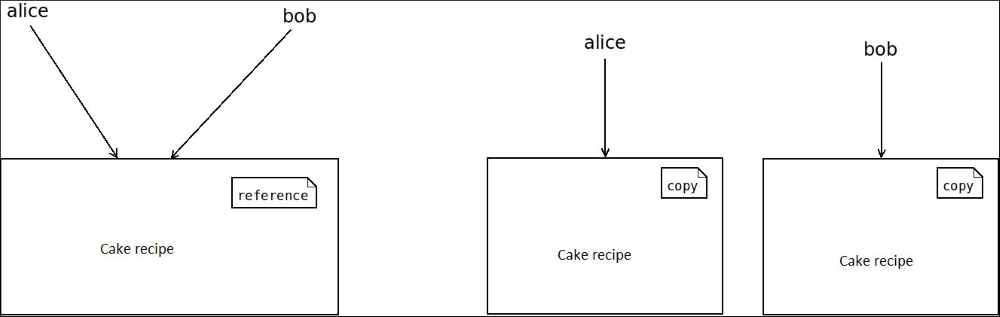 alice
bob
reference
Cake recipe
alice
copy
Cake recipe
bob
copy
Cake recipe